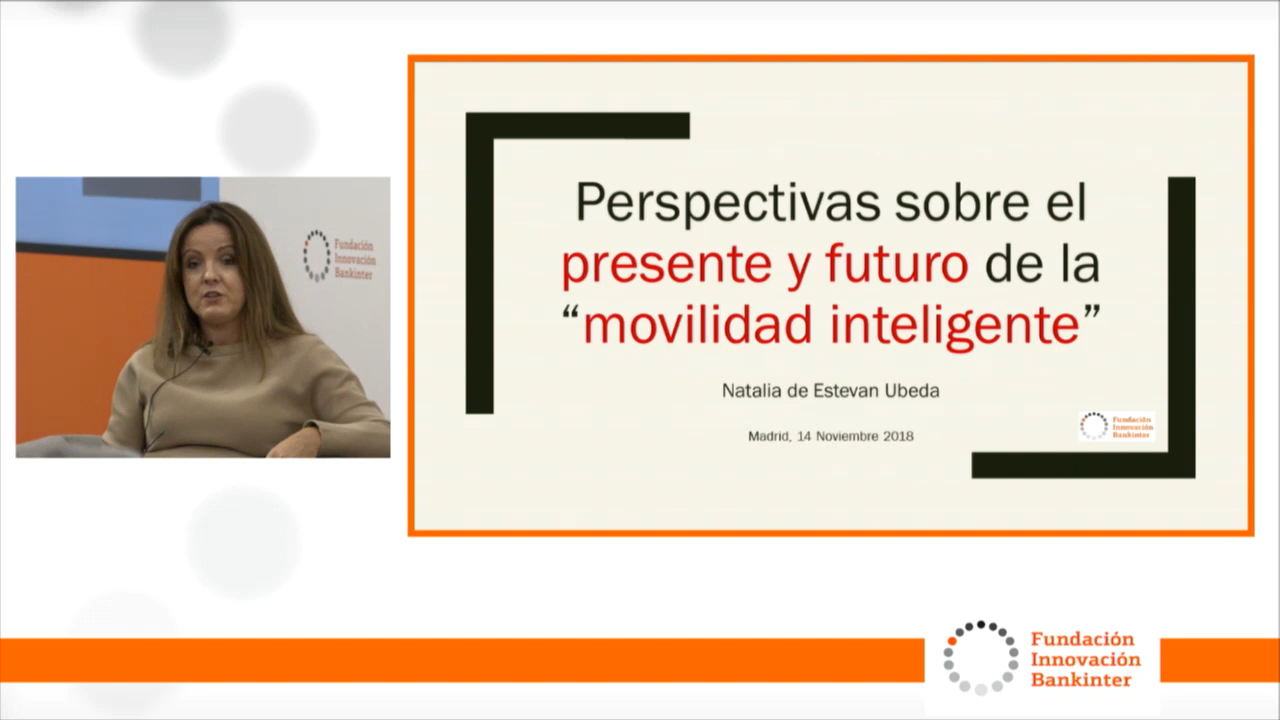 Fundación
Innovación
Bankinter
Perspectivas sobre el
presente y futuro de la
“movilidad inteligente”
Natalia de Estevan Ubeda
Madrid, 14 Noviembre 2018
Fundación
Innovación
Bankinter
Fundación
Innovación
Bankinter